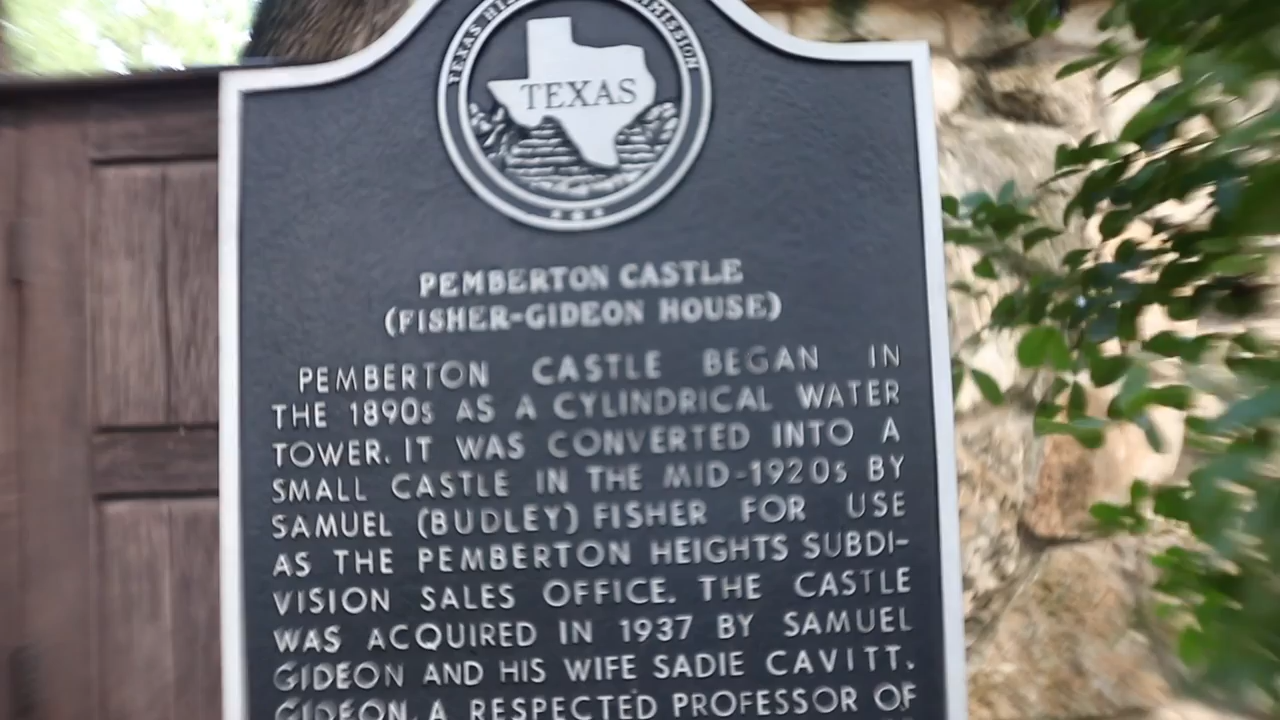 TEXAS HIS MMISSION
TEXAS
PEMBERTON CASTLE
(FISHER-GIDEON HOUSE)
PEMBERTON CASTLE BEGAN IN
THE 1890s AS A CYLINDRICAL WATER
TOWER. IT WAS CONVERTED INTO A
SMALL CASTLE IN THE MID-1920s BY
SAMUEL (BUDLEY) FISHER FOR USE
AS THE PEMBERTON HEIGHTS SUBDI-
VISION SALES OFFICE. THE CASTLE
WAS ACQUIRED IN 1937 BY SAMUEL
GIDEON AND HIS WIFE SADIE CAVITT.
GIDEON, A RESPECTED PROFESSOR OF